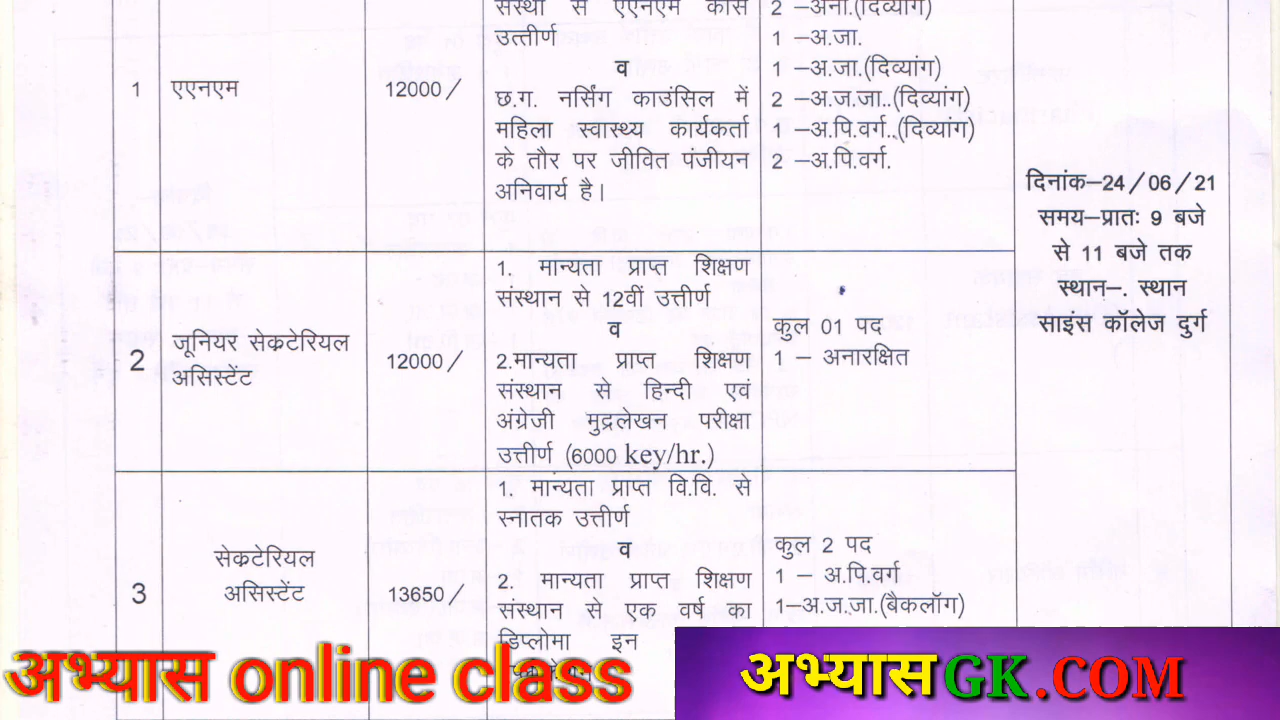 संस्था से एएनएम कोर्स
उत्तीर्ण
व
छ.ग. नर्सिंग काउंसिल में
महिला स्वास्थ्य कार्यकर्ता
के तौर पर जीवित पंजीयन
अनिवार्य है।
1 एएनएम 12000/
2 –अना.(दिव्यांग)
1 –अ.जा.
1 –अ.जा.(दिव्यांग)
2 –अ.ज.जा..(दिव्यांग)
1 –अ.पि.वर्ग..(दिव्यांग)
2 –अ.पि.वर्ग.
दिनांक–24/06/21
समय–प्रातः 9 बजे
से 11 बजे तक
स्थान–. स्थान
साइंस कॉलेज दुर्ग
2 जूनियर सेकटेरियल
असिस्टेंट
12000/
1. मान्यता प्राप्त शिक्षण
संस्थान से 12वीं उत्तीर्ण
व
2.मान्यता प्राप्त शिक्षण
संस्थान से हिन्दी एवं
अंग्रेजी मुद्रलेखन परीक्षा
उत्तीर्ण (6000 key/hr.)
कुल 01 पद
1 – अनारक्षित
3 सेकटेरियल
असिस्टेंट
13650/
1. मान्यता प्राप्त वि.वि. से
स्नातक उत्तीर्ण
व
2. मान्यता प्राप्त शिक्षण
संस्थान से एक वर्ष का
डिप्लोमा इन
कुल 2 पद
1 – अ.पि.वर्ग
1–अ.ज.जा.(बैकलॉग)
अभ्यास online class
अभ्यासGK.COM